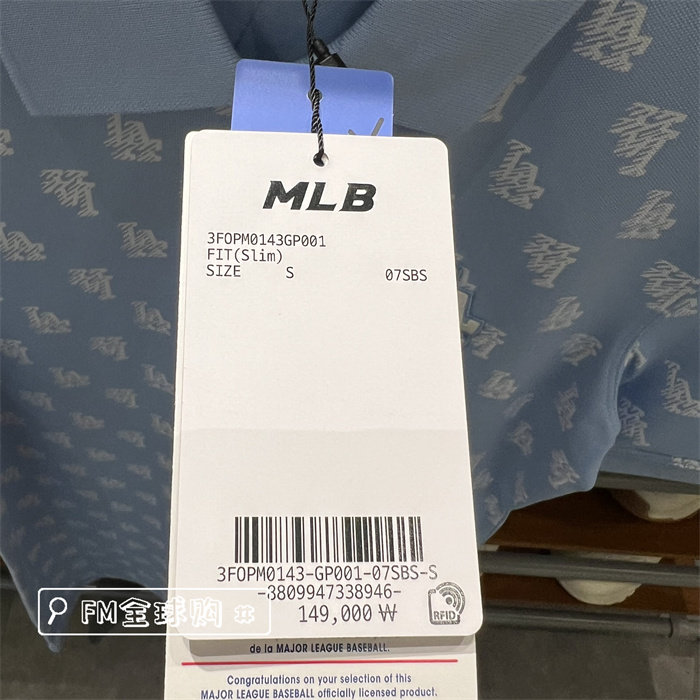 MLB
3FOPM0143GP001
FIT(Slim)
SIZE S 07SBS
3FOPM0143-GP001-07SBS-S
-3809947338946-
149,000 ₩
RFID
FM全球购
de la MAJOR LEAGUE BASEBALL.
Congratulations on your selection of this
MAJOR LEAGUE BASEBALL officially licensed product.